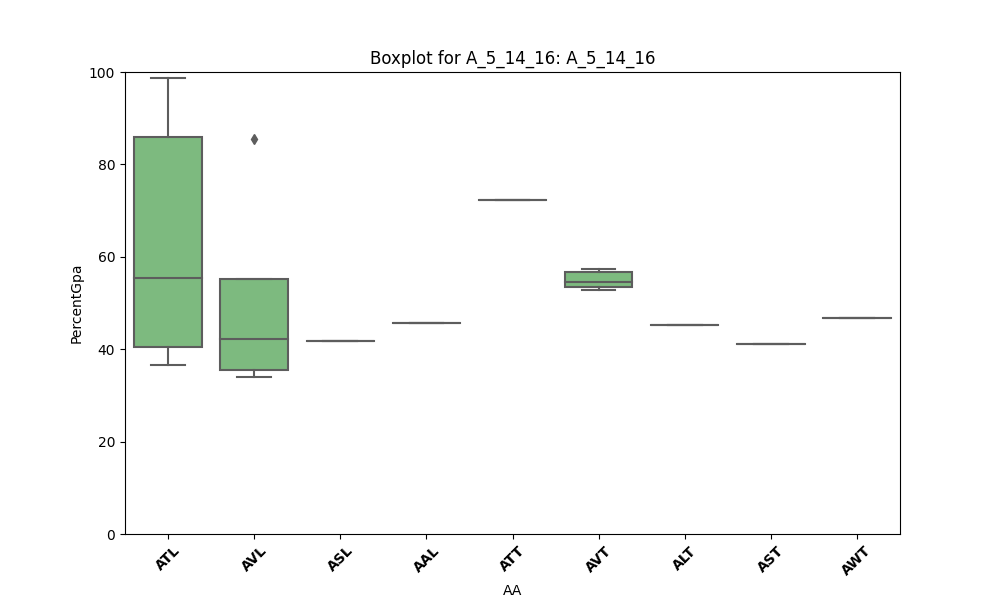 Boxplot for A_5_14_16: A_5_14_16
100
80
60
40
20
0
PercentGpa
ATL AVL ASL AAL ATT AVT ALT AST AWT
AA